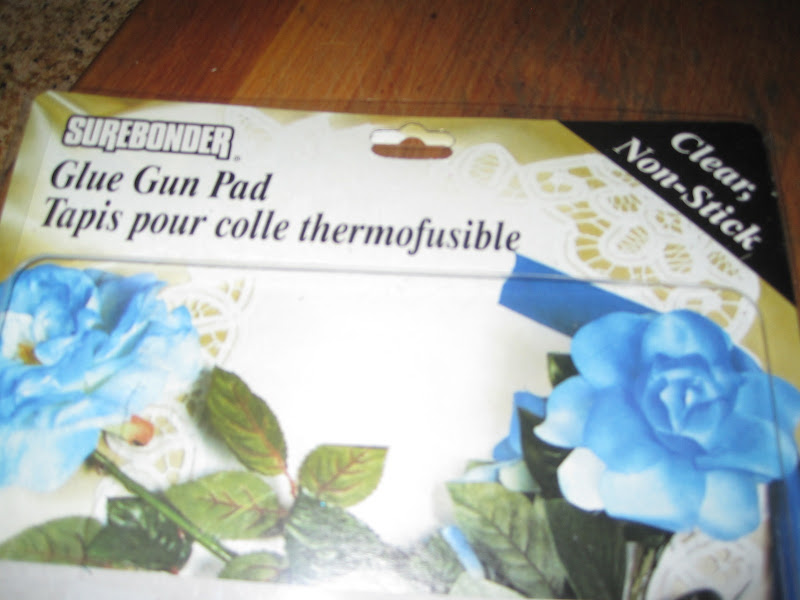 SUREBONDER®
Glue Gun Pad
Tapis pour colle thermofusible
Clear,
Non-Stick